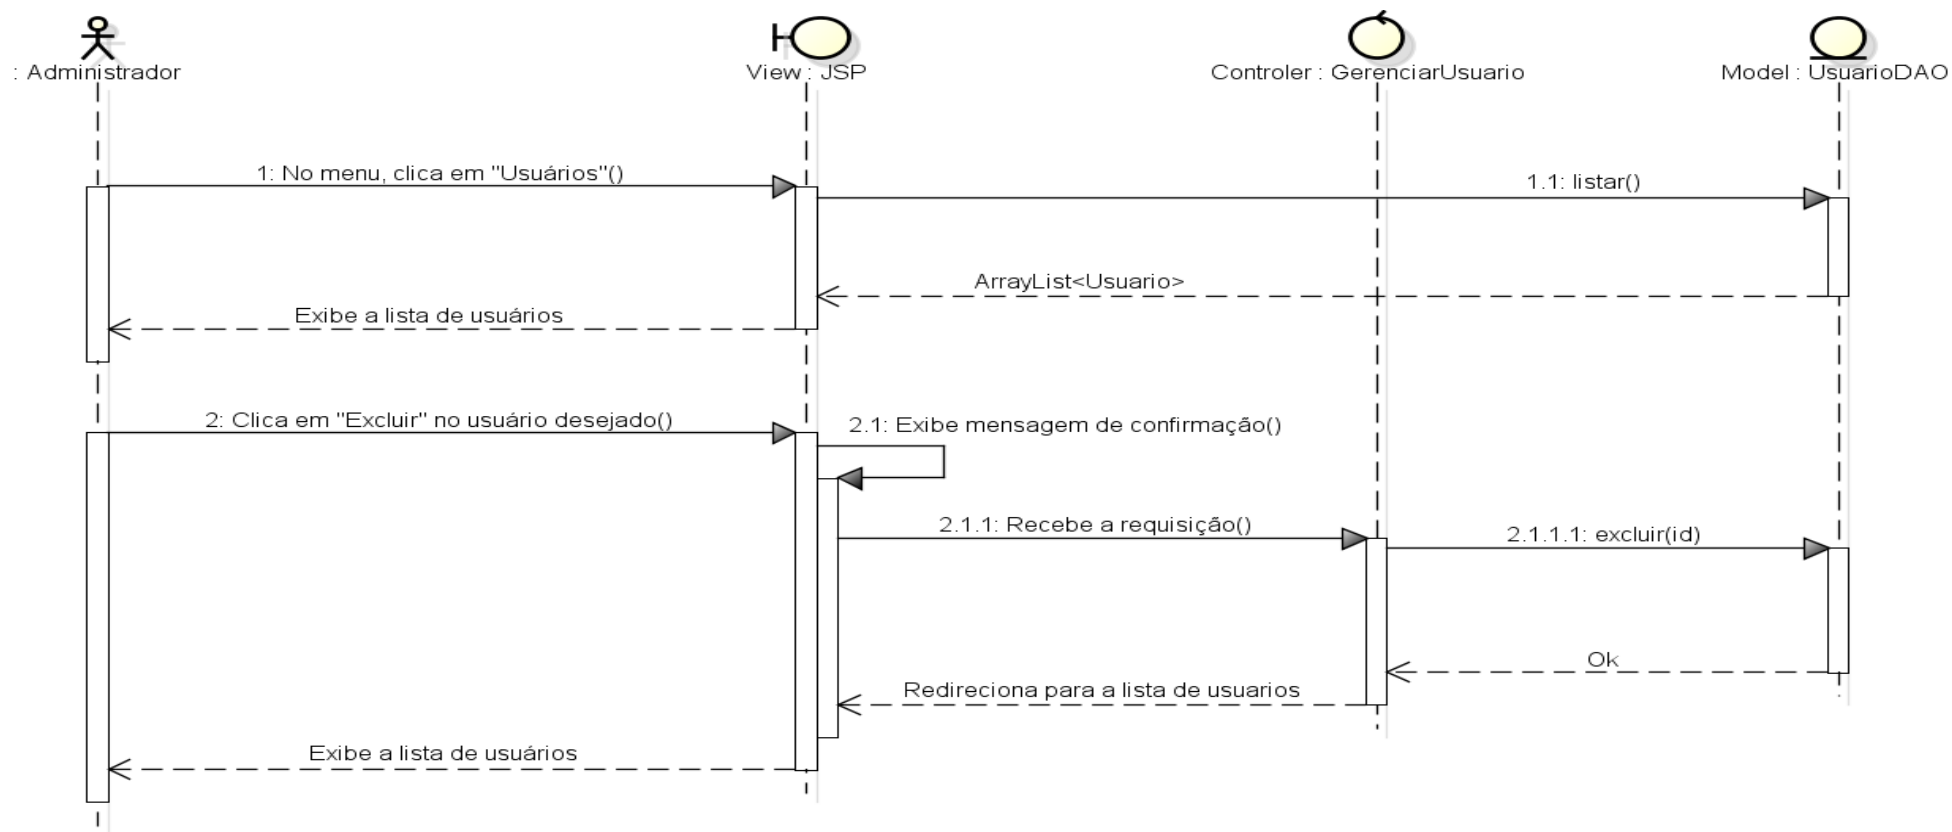 : Administrador
View : JSP
Controler : GerenciarUsuario
Model : UsuarioDAO
1: No menu, clica em "Usuários"()
1.1: listar()
ArrayList<Usuario>
Exibe a lista de usuários
2: Clica em "Excluir" no usuário desejado()
2.1: Exibe mensagem de confirmação()
2.1.1: Recebe a requisição()
2.1.1.1: excluir(id)
Ok
Redireciona para a lista de usuarios
Exibe a lista de usuários